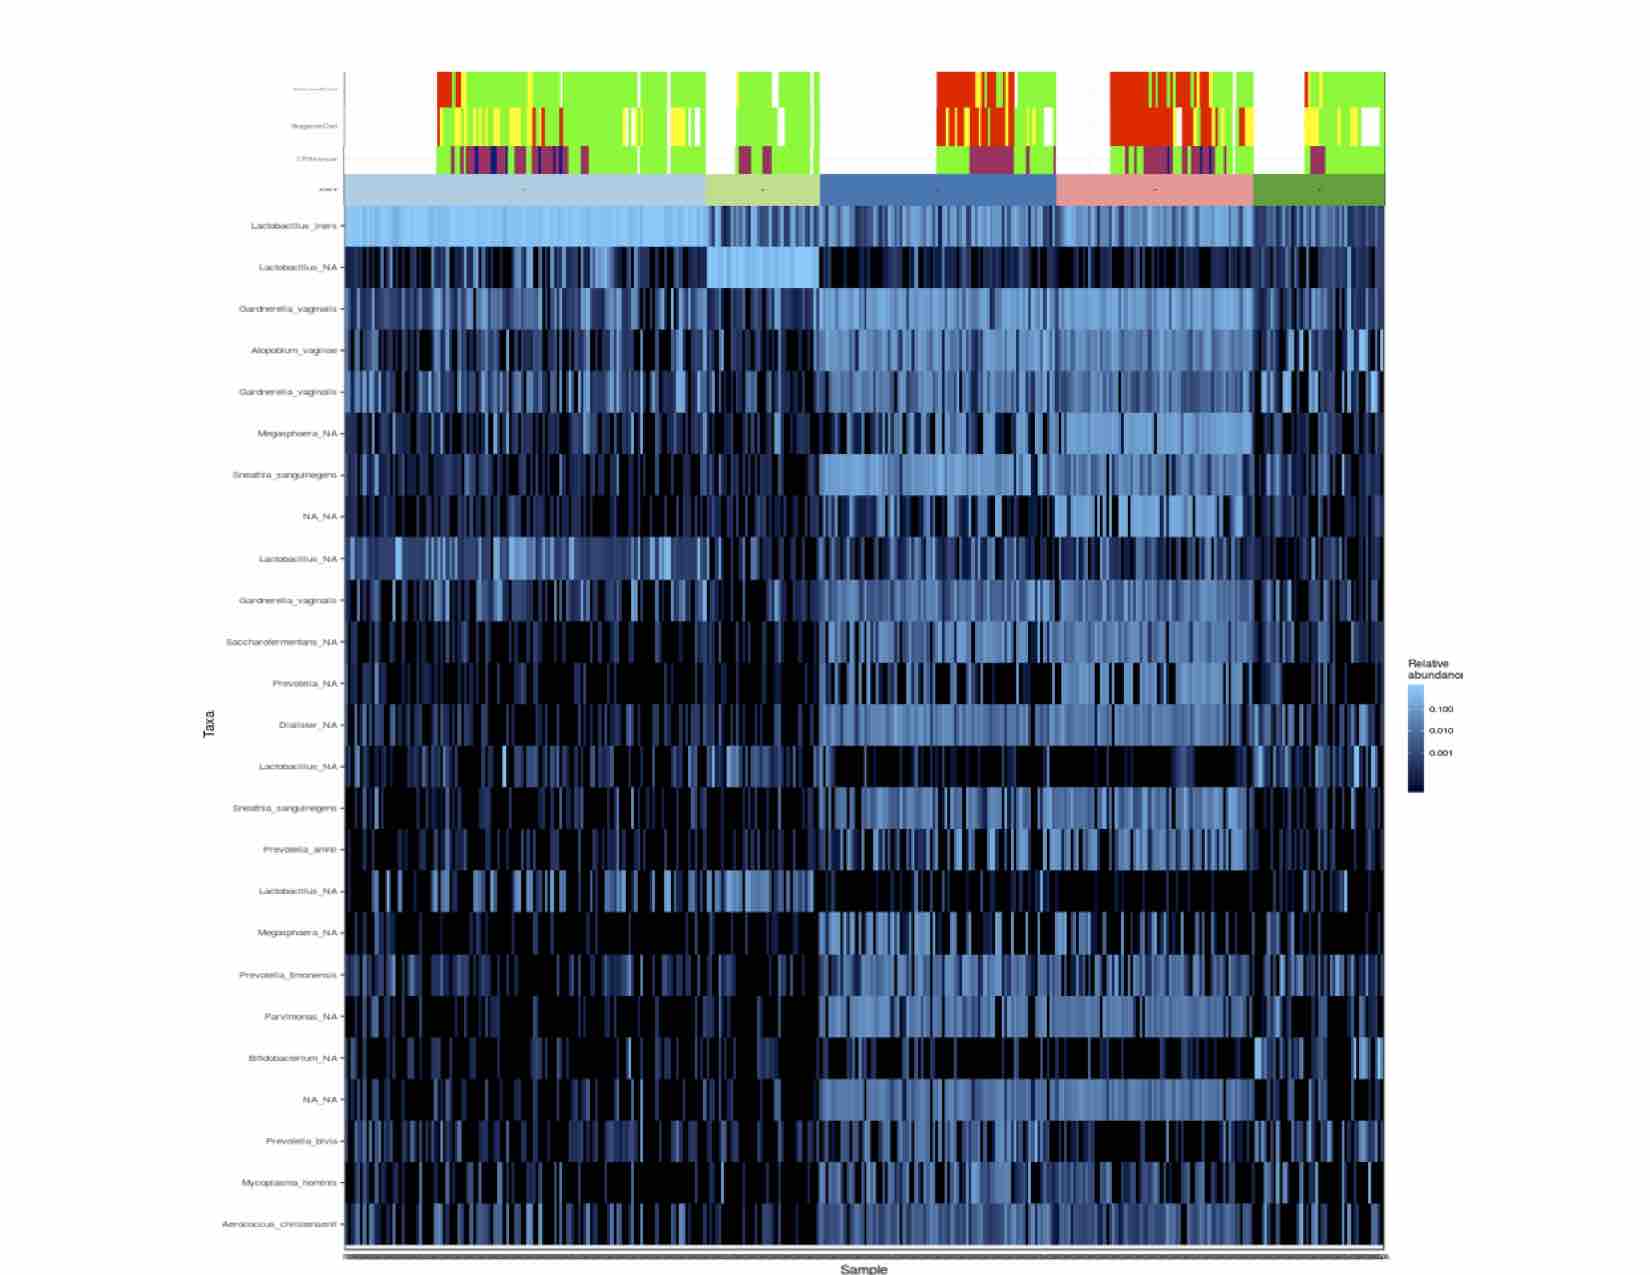 Lactobacillus_iners
Lactobacillus_NA
Gardnerella_vaginalis
Atopobium_vaginae
Gardnerella_vaginalis
Megasphaera_NA
Sneathia_sanguinegens
NA_NA
Lactobacillus_NA
Gardnerella_vaginalis
Saccharofermentans_NA
Prevotella_NA
Dialister_NA
Lactobacillus_NA
Sneathia_sanguinegens
Prevotella_amnii
Lactobacillus_NA
Megasphaera_NA
Prevotella_timonensis
Parvimonas_NA
Bifidobacterium_NA
NA_NA
Prevotella_bivia
Mycoplasma_hominis
Aerococcus_christensenii
Taxa
Sample
Relative
abundance
0.100
0.010
0.001